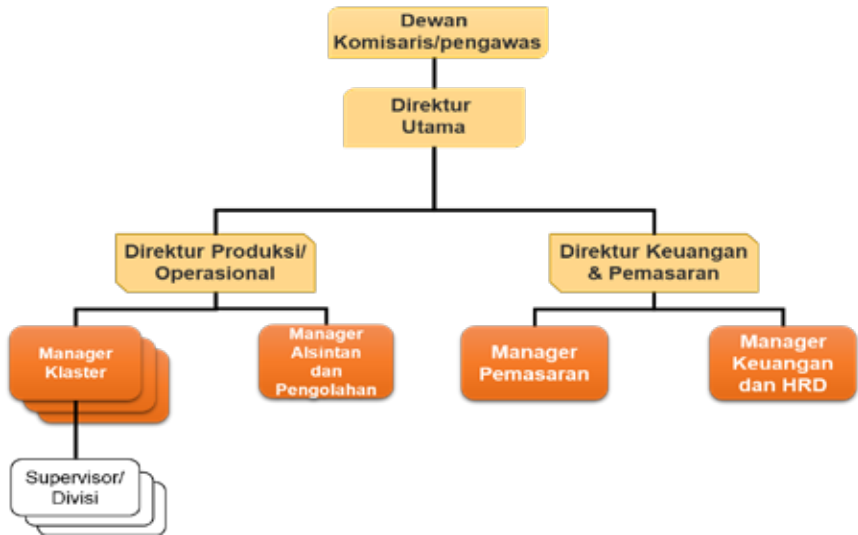 Dewan
Komisaris/pengawas
Direktur
Utama
Direktur Produksi/
Operasional
Direktur Keuangan
& Pemasaran
Manager
Klaster
Manager
Alsintan
dan
Pengolahan
Manager
Pemasaran
Manager
Keuangan
dan HRD
Supervisor/
Divisi